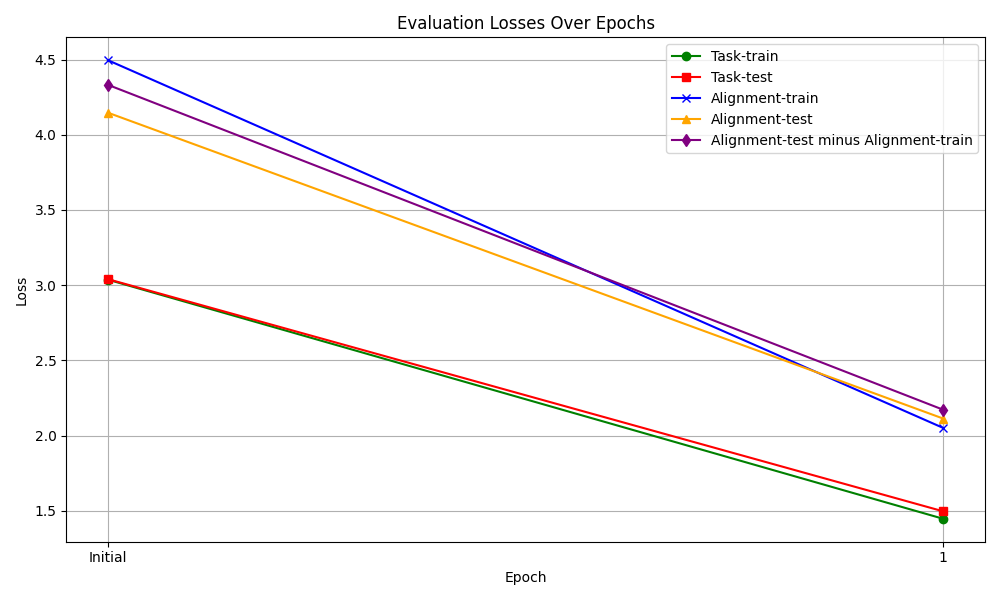 Evaluation Losses Over Epochs
Task-train
Task-test
Alignment-train
Alignment-test
Alignment-test minus Alignment-train
4.5
4.0
3.5
3.0
2.5
2.0
1.5
Loss
Initial
1
Epoch